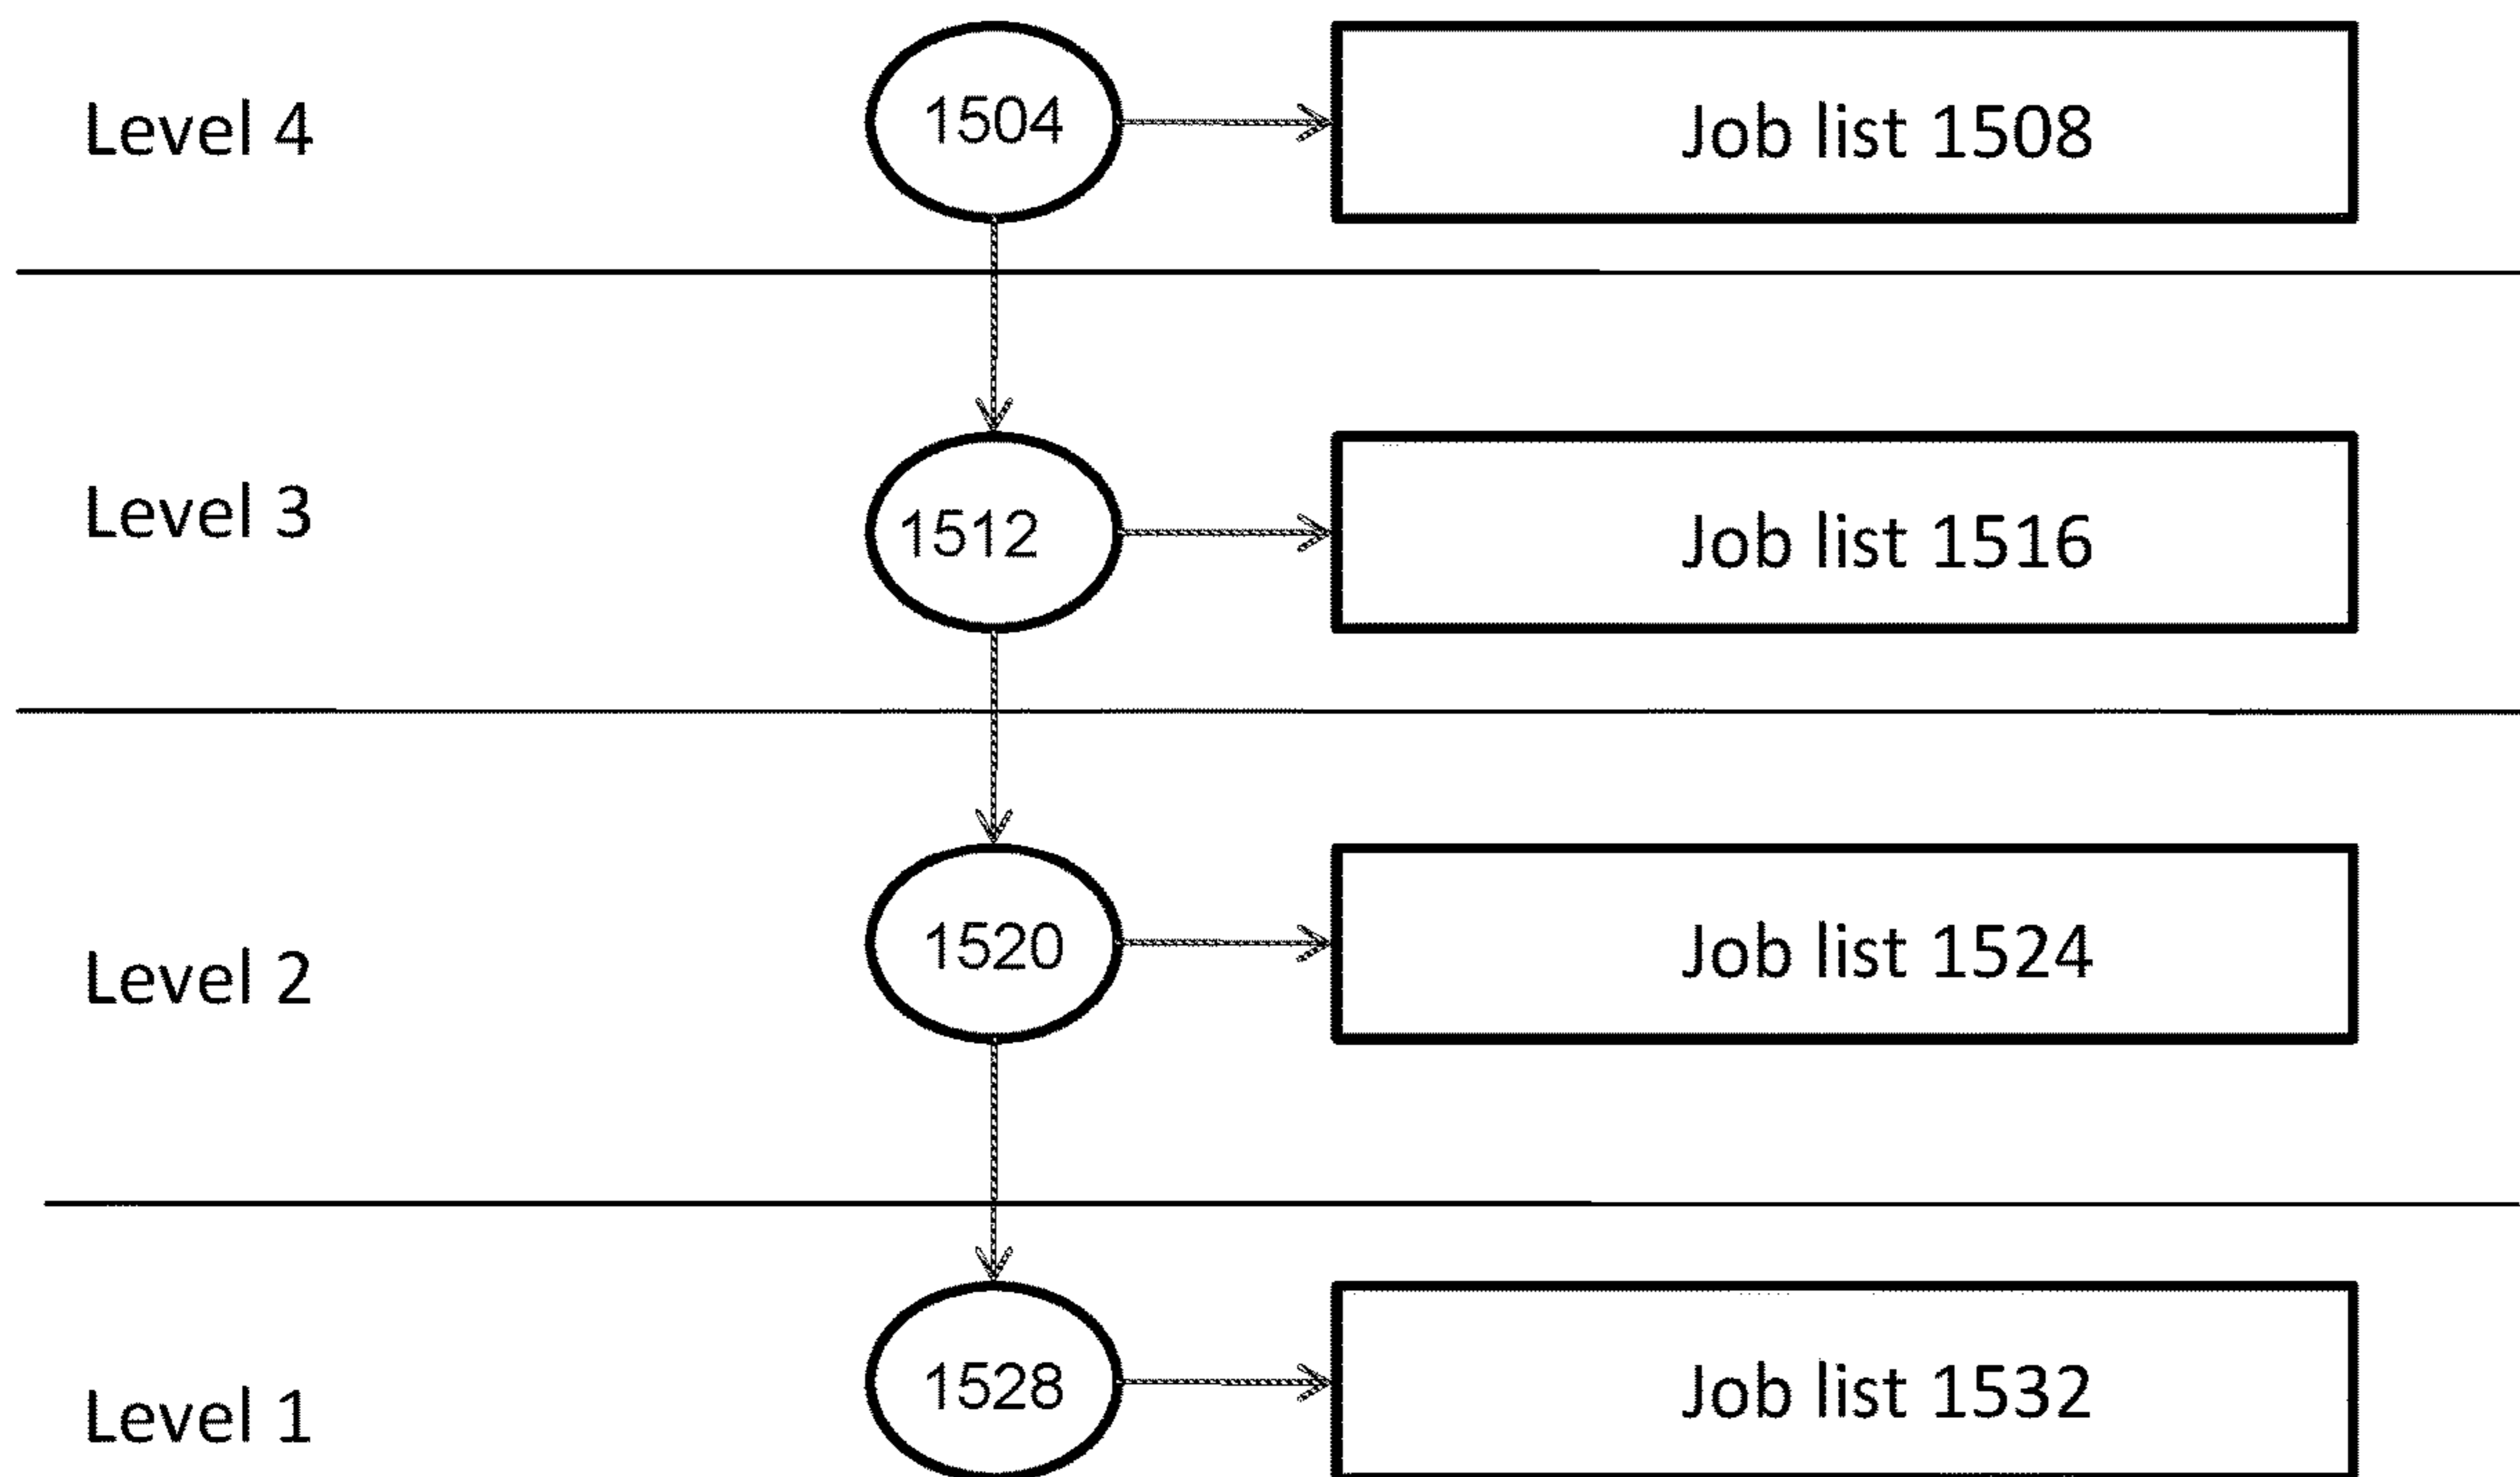 Level 4
1504
Job list 1508
Level 3
1512
Job list 1516
Level 2
1520
Job list 1524
Level 1
1528
Job list 1532